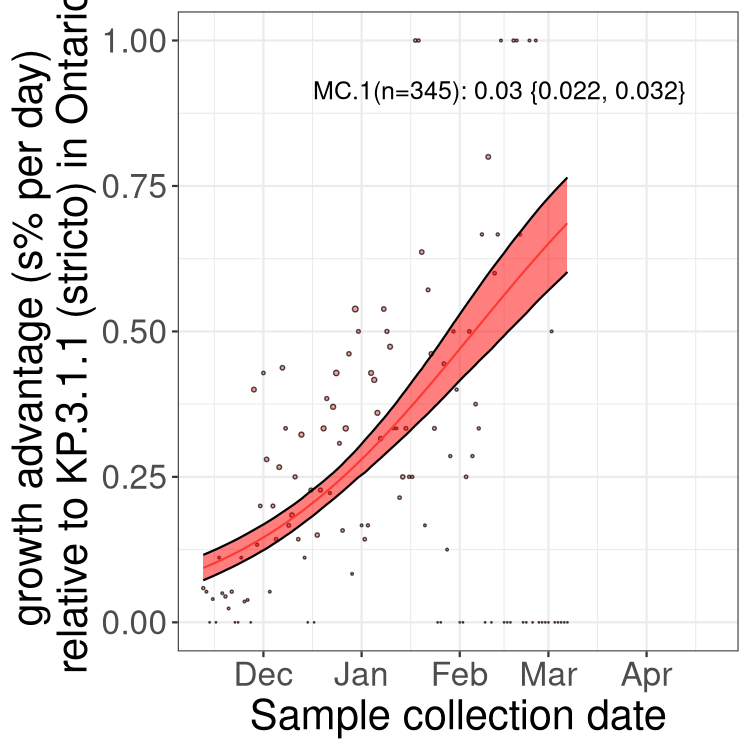 growth advantage (s% per day)
relative to KP.3.1.1 (stricto) in Ontario
1.00
0.75
0.50
0.25
0.00
MC.1(n=345): 0.03 {0.022, 0.032}
Dec Jan Feb Mar Apr
Sample collection date